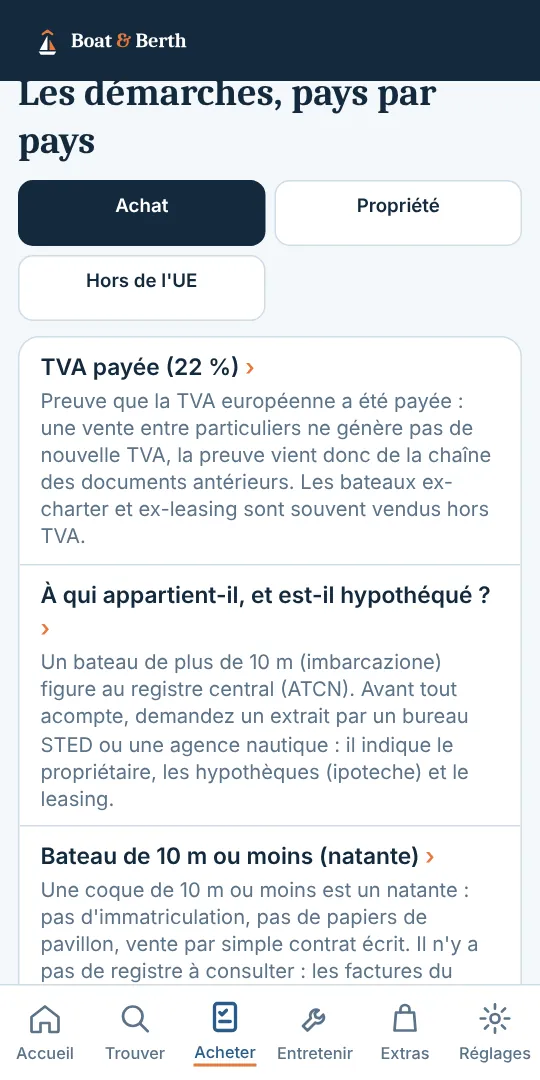 Boat & Berth
Les démarches, pays par
pays
Achat
Propriété
Hors de l'UE
TVA payée (22 %) ›
Preuve que la TVA européenne a été payée :
une vente entre particuliers ne génère pas de
nouvelle TVA, la preuve vient donc de la chaîne
des documents antérieurs. Les bateaux ex-
charter et ex-leasing sont souvent vendus hors
TVA.
À qui appartient-il, et est-il hypothéqué ?
›
Un bateau de plus de 10 m (imbarcazione)
figure au registre central (ATCN). Avant tout
acompte, demandez un extrait par un bureau
STED ou une agence nautique : il indique le
propriétaire, les hypothèques (ipoteche) et le
leasing.
Bateau de 10 m ou moins (natante) ›
Une coque de 10 m ou moins est un natante :
pas d'immatriculation, pas de papiers de
pavillon, vente par simple contrat écrit. Il n'y a
pas de registre à consulter : les factures du
Accueil
Trouver
Acheter
Entretenir
Extras
Réglages